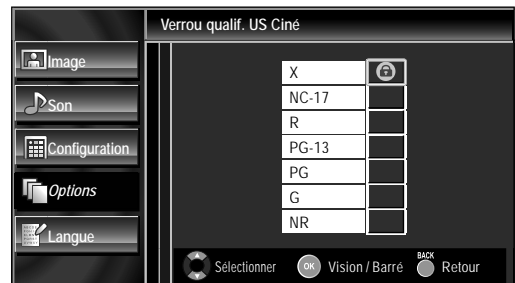 Verrou qualif. US Ciné
Image
Son
Configuration
Options
Langue
X
NC-17
R
PG-13
PG
G
NR
Sélectionner OK Vision / Barré BACK Retour